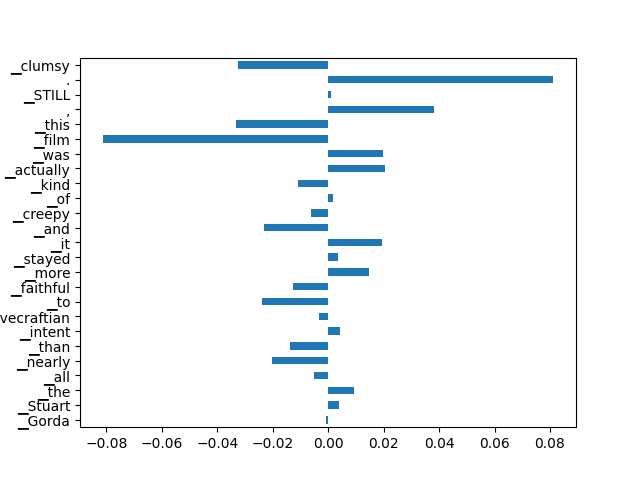 _clumsy
.
_STILL
,
_this
_film
_was
_actually
_kind
_of
_creepy
_and
_it
_stayed
_more
_faithful
_to
vecraftian
_intent
_than
_nearly
_all
_the
_Stuart
_Gorda
−0.08 −0.06 −0.04 −0.02 0.00 0.02 0.04 0.06 0.08